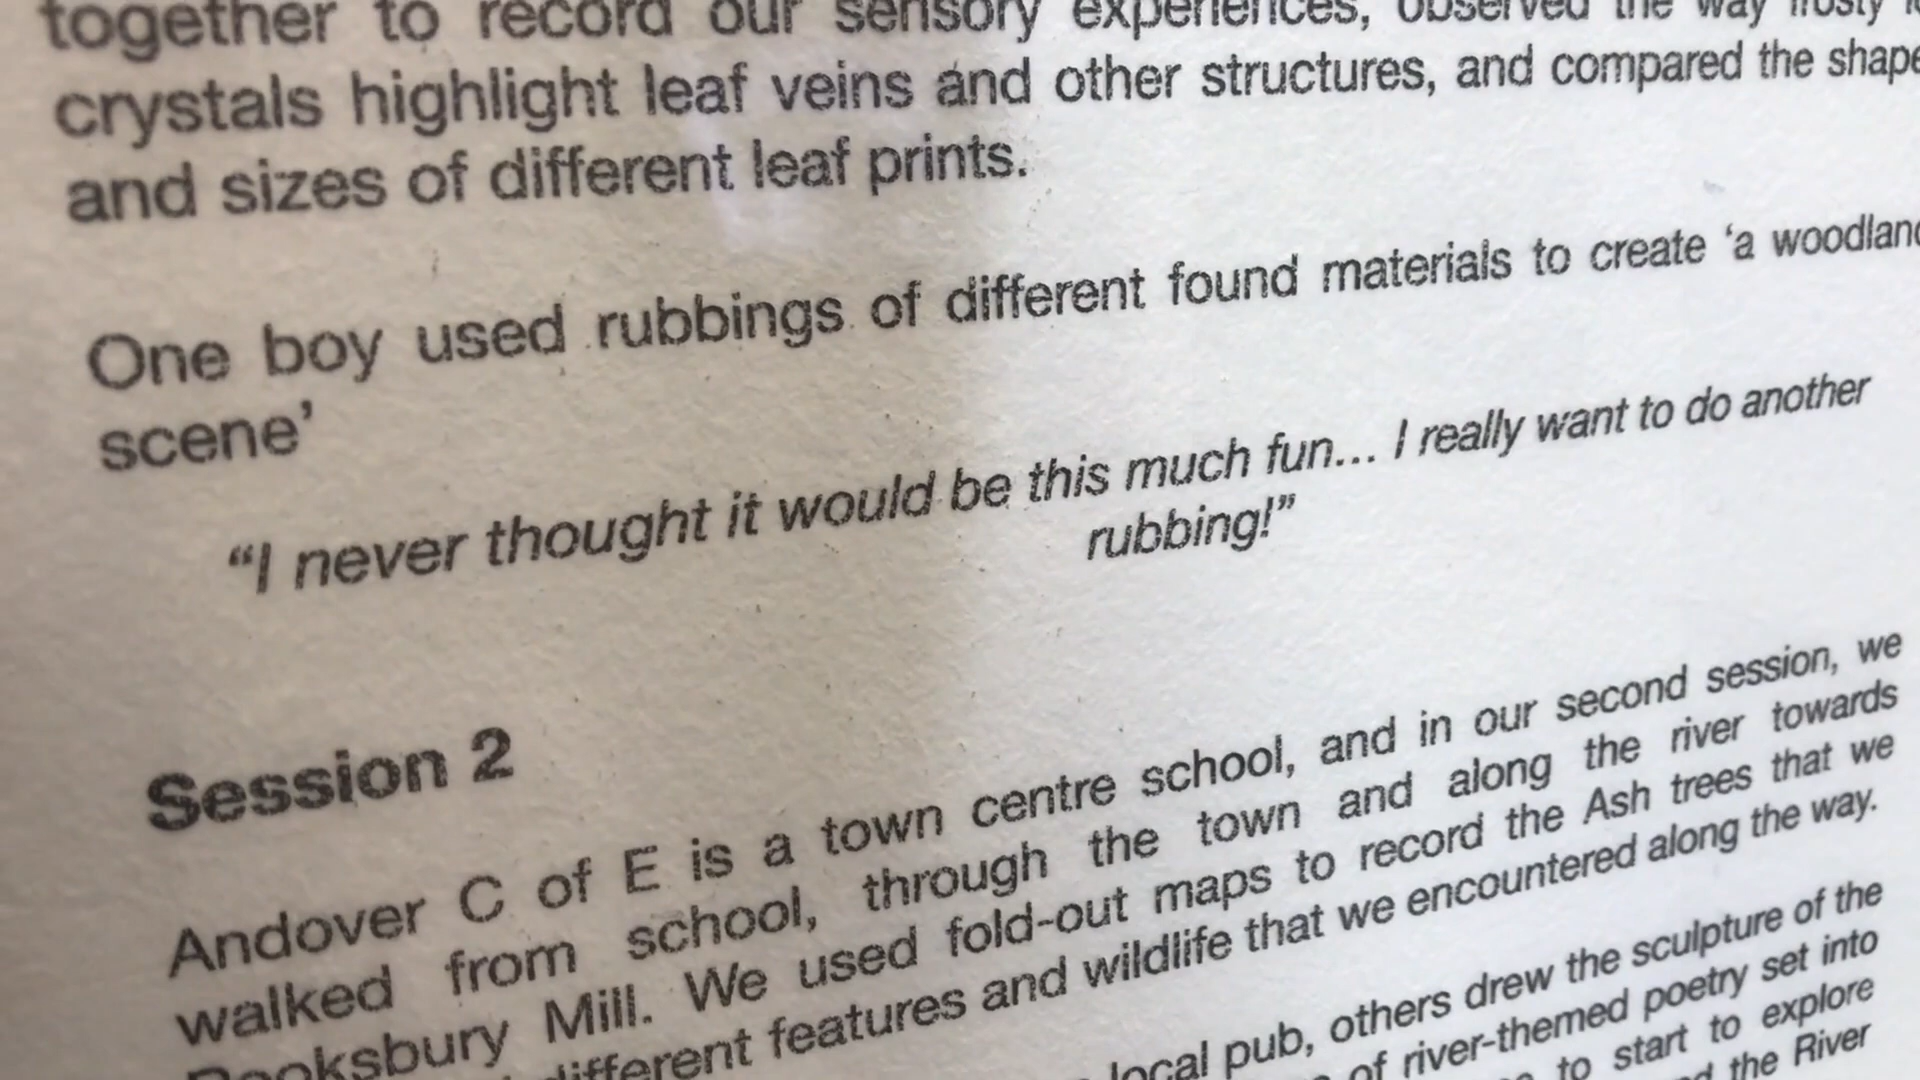 together to record our sensory experiences, observed the way frosty
crystals highlight leaf veins and other structures, and compared the shape
and sizes of different leaf prints.
One boy used rubbings of different found materials to create ‘a woodland
scene’
“I never thought it would be this much fun... I really want to do another
rubbing!”
Session 2
Andover C of E is a town centre school, and in our second session, we
walked from school, through the town and along the river towards
Rooksbury Mill. We used fold-out maps to record the Ash trees that we
different features and wildlife that we encountered along the way.
local pub, others drew the sculpture of the
of river-themed poetry set into
to start to explore
the River